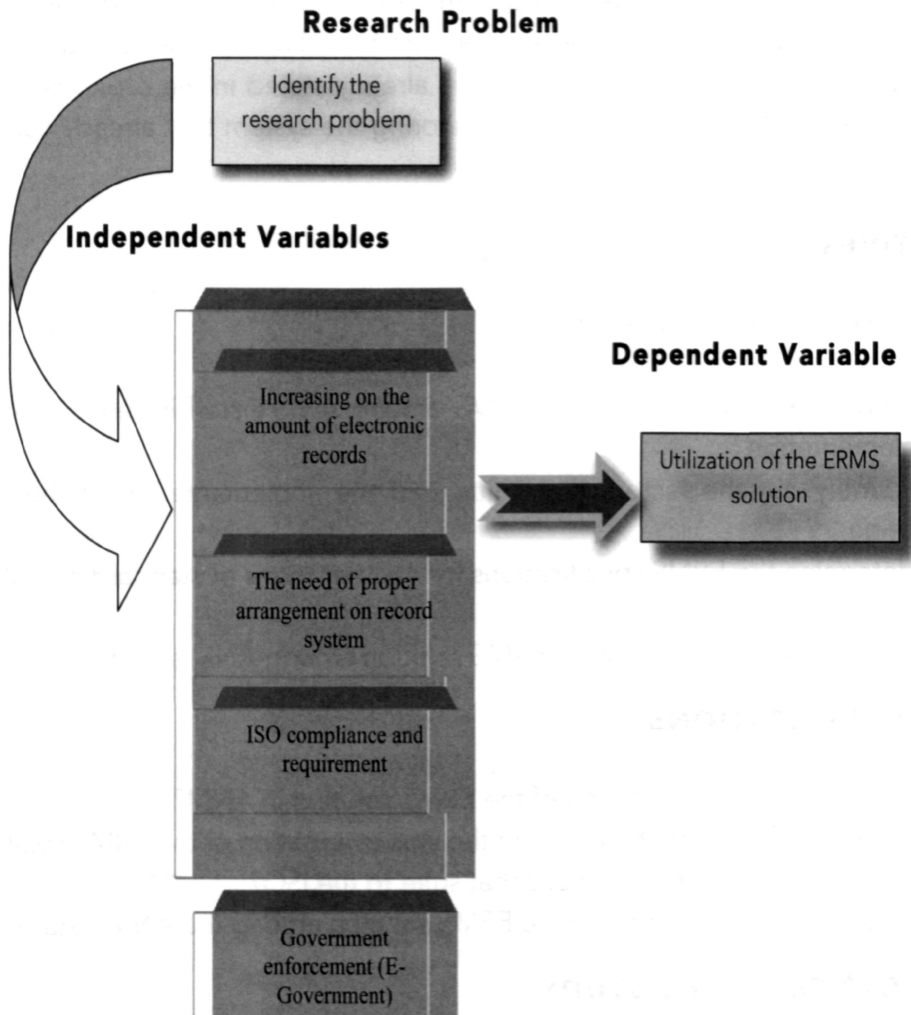 Research Problem
Identify the
research problem
Independent Variables
Increasing on the
amount of electronic
records
The need of proper
arrangement on record
system
ISO compliance and
requirement
Government
enforcement (E-
Government)
Dependent Variable
Utilization of the ERMS
solution